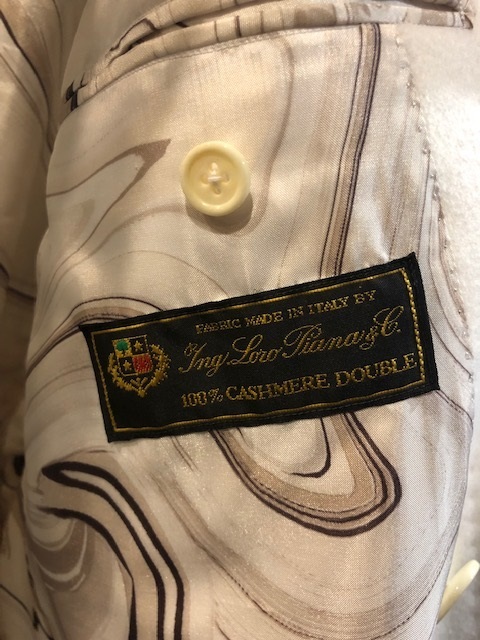 FABRIC MADE IN ITALY BY
Ing. Loro Piana & C.
100% CASHMERE DOUBLE